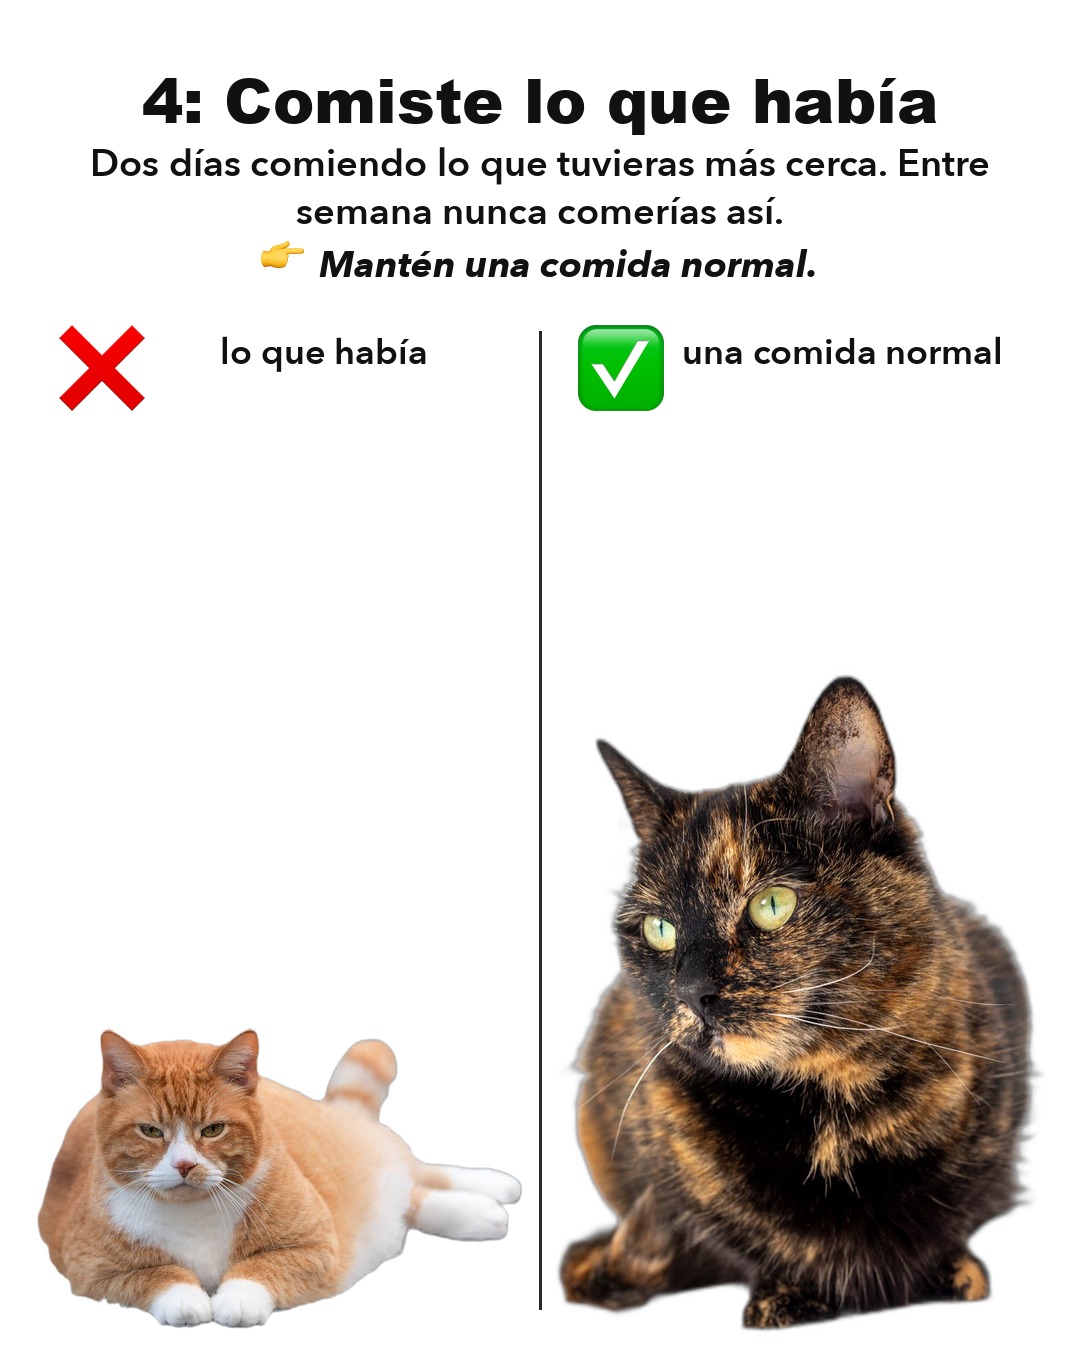 4: Comiste lo que había
Dos días comiendo lo que tuvieras más cerca. Entre
semana nunca comerías así.
👉 Mantén una comida normal.
❌ lo que había
✅ una comida normal